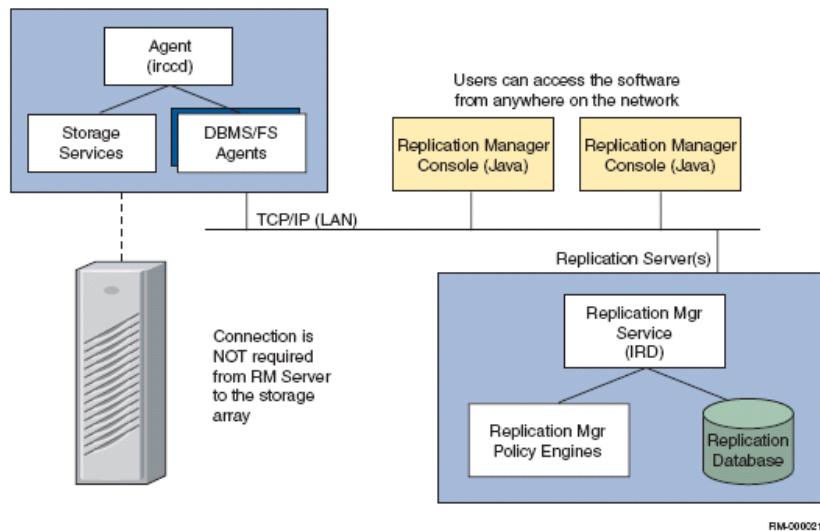 Agent
(irccd)
Storage
Services
DBMS/FS
Agents
Users can access the software
from anywhere on the network
Replication Manager
Console (Java)
Replication Manager
Console (Java)
TCP/IP (LAN)
Replication Server(s)
Connection is
NOT required
from RM Server
to the storage
array
Replication Mgr
Service
(IRD)
Replication Mgr
Policy Engines
Replication
Database
RM-000021